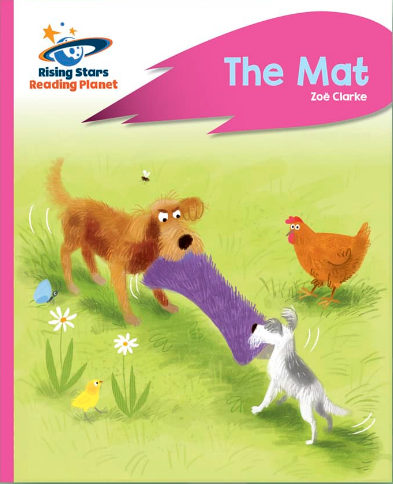 Rising Stars
Reading Planet
The Mat
Zoë Clarke